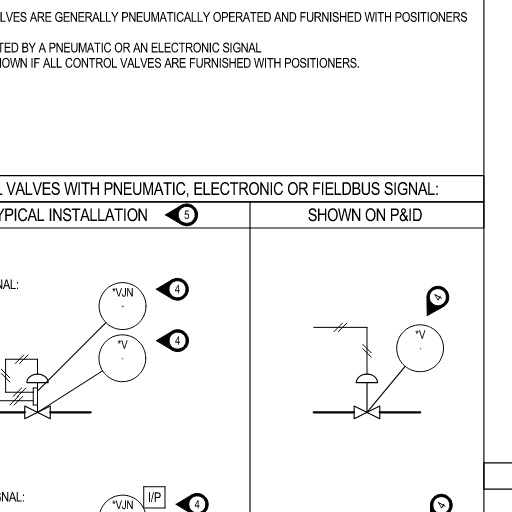 LVES ARE GENERALLY PNEUMATICALLY OPERATED AND FURNISHED WITH POSITIONERS
TED BY A PNEUMATIC OR AN ELECTRONIC SIGNAL
OWN IF ALL CONTROL VALVES ARE FURNISHED WITH POSITIONERS.
L VALVES WITH PNEUMATIC, ELECTRONIC OR FIELDBUS SIGNAL:
YPICAL INSTALLATION 5
SHOWN ON P&ID
NAL:
*VJN 4
*V 4
4
*V
GNAL:
*VJN I/P 4
4